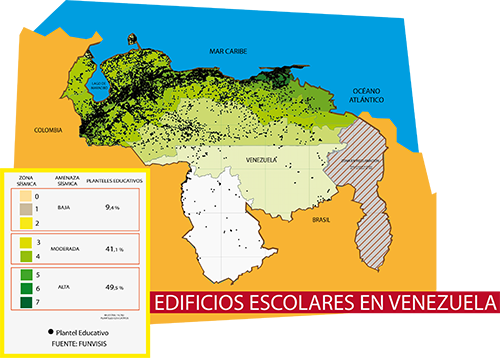 MAR CARIBE
OCÉANO
ATLÁNTICO
LAGO DE
COLOMBIA
VENEZUELA
BRASIL
ZONA
SÍSMICA
AMENAZA
SÍSMICA
PLANTELES EDUCATIVOS
0
1
2
BAJA
9,4 %
3
4
MODERADA
41,1 %
5
6
7
ALTA
49,5 %
Plantel Educativo
FUENTE: FUNVISIS
EDIFICIOS ESCOLARES EN VENEZUELA